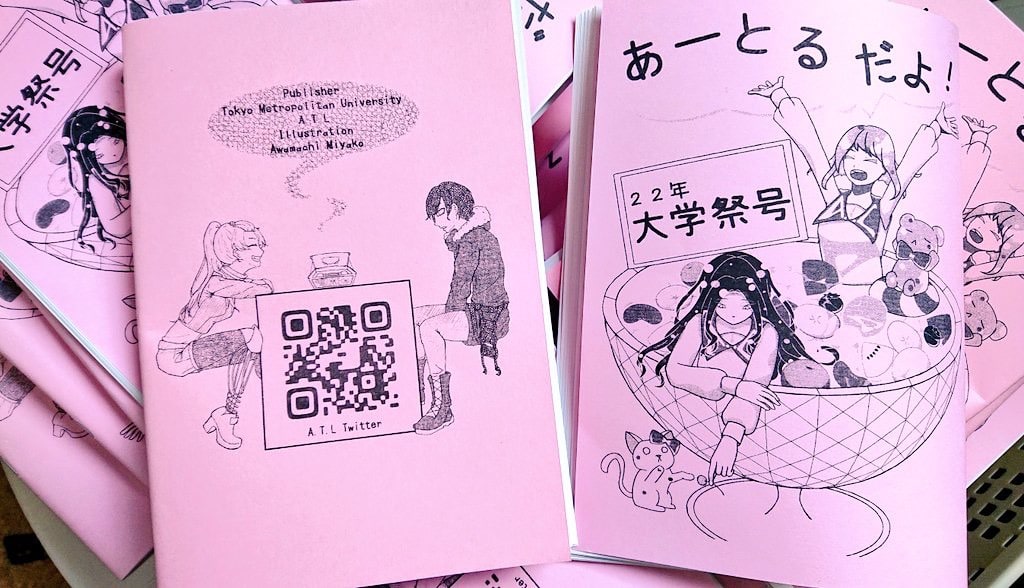 Publisher
Tokyo Metropolitan University
A T L
Illustration
Awamachi Miyako
A.T.L Twitter
あーとるだよ!
22年
大学祭号
学祭号